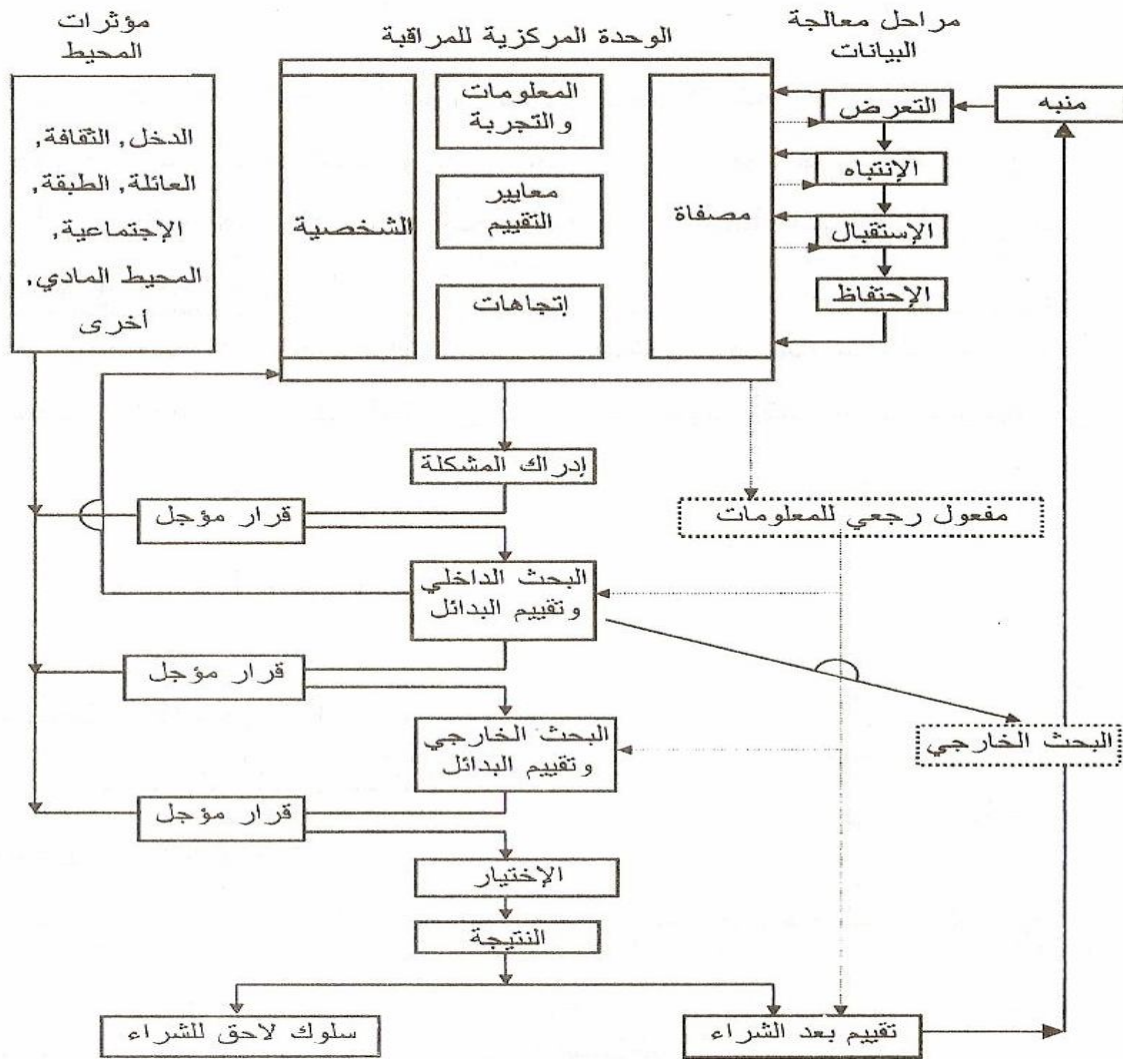 مراحل معالجة
البيانات
الوحدة المركزية للمراقبة
مؤثرات
المحيط
منبه
التعرض
الإنتباه
الإستقبال
الإحتفاظ
مصفاة
المعلومات
والتجربة
معايير
التقييم
إتجاهات
الشخصية
الدخل, الثقافة,
العائلة, الطبقة,
الإجتماعية,
المحيط المادي,
أخرى
إدراك المشكلة
قرار مؤجل
مفعول رجعي للمعلومات
البحث الداخلي
وتقييم البدائل
قرار مؤجل
البحث الخارجي
وتقييم البدائل
البحث الخارجي
قرار مؤجل
الإختيار
النتيجة
تقييم بعد الشراء
سلوك لاحق للشراء